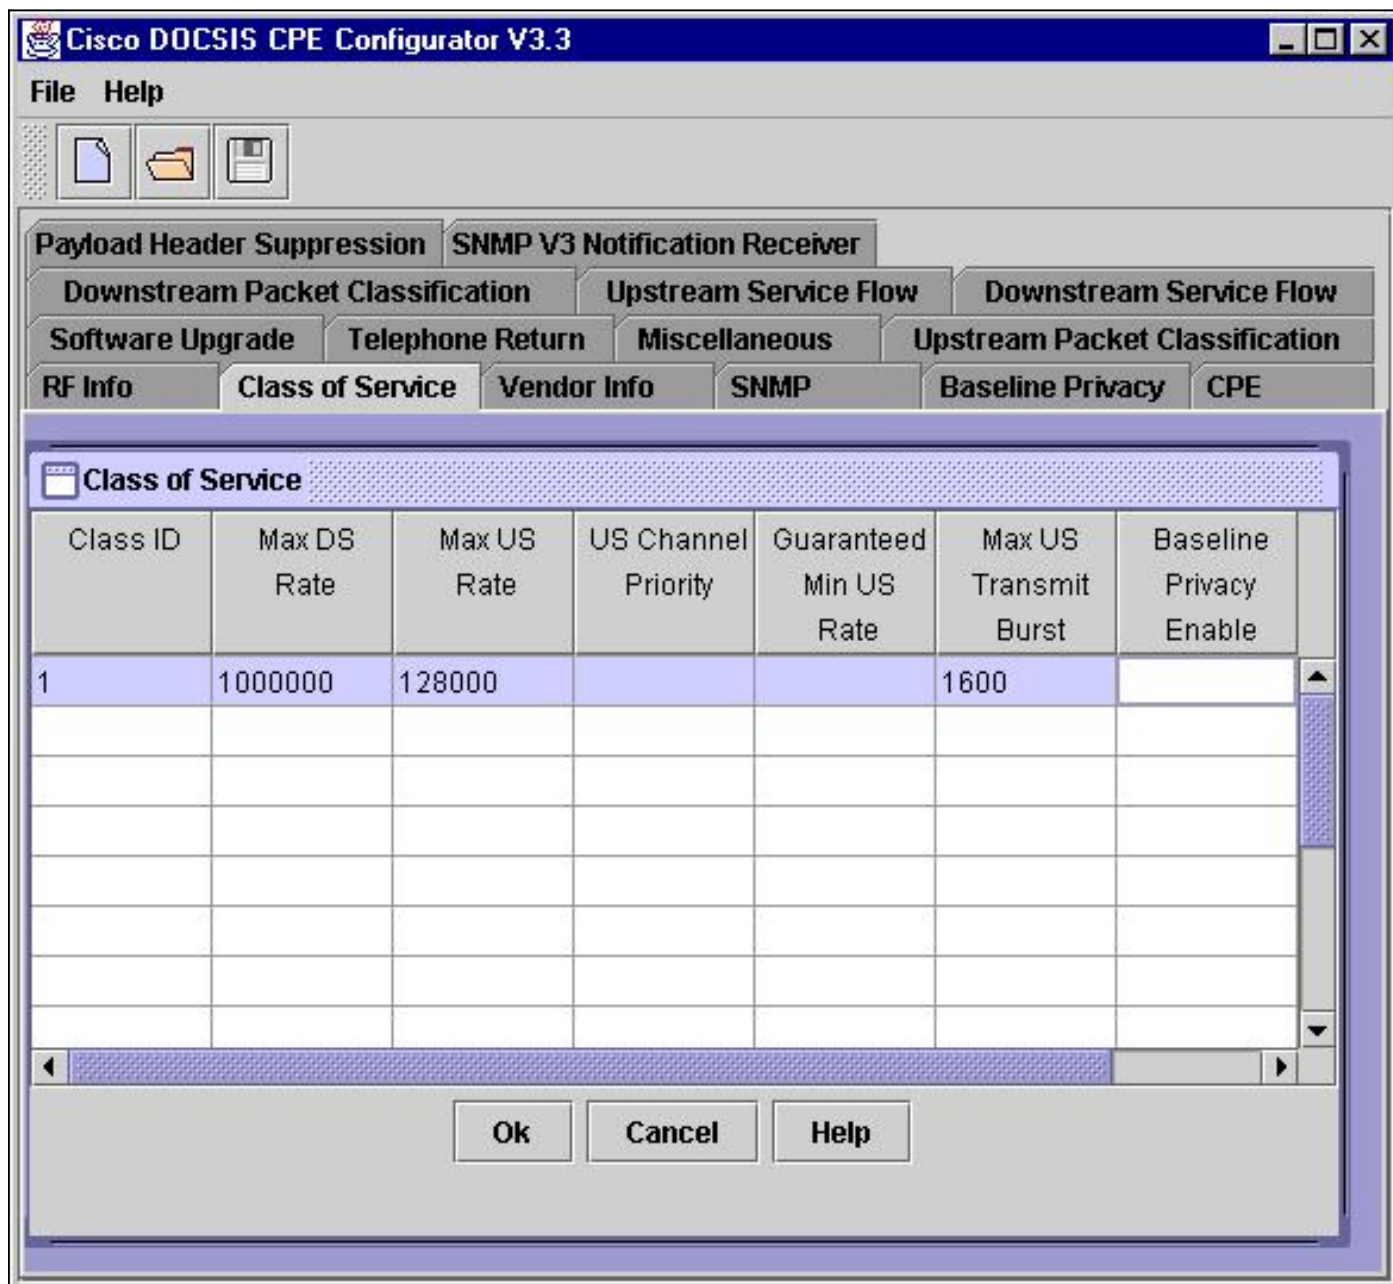 Cisco DOCSIS CPE Configurator V3.3
File Help
Payload Header Suppression SNMP V3 Notification Receiver
Downstream Packet Classification Upstream Service Flow Downstream Service Flow
Software Upgrade Telephone Return Miscellaneous Upstream Packet Classification
RF Info Class of Service Vendor Info SNMP Baseline Privacy CPE
Class of Service
Class ID Max DS US Channel Guaranteed Max US Baseline
Rate Max US Rate Priority Min US Rate Transmit Burst Privacy Enable
1 1000000 128000 1600
Ok Cancel Help